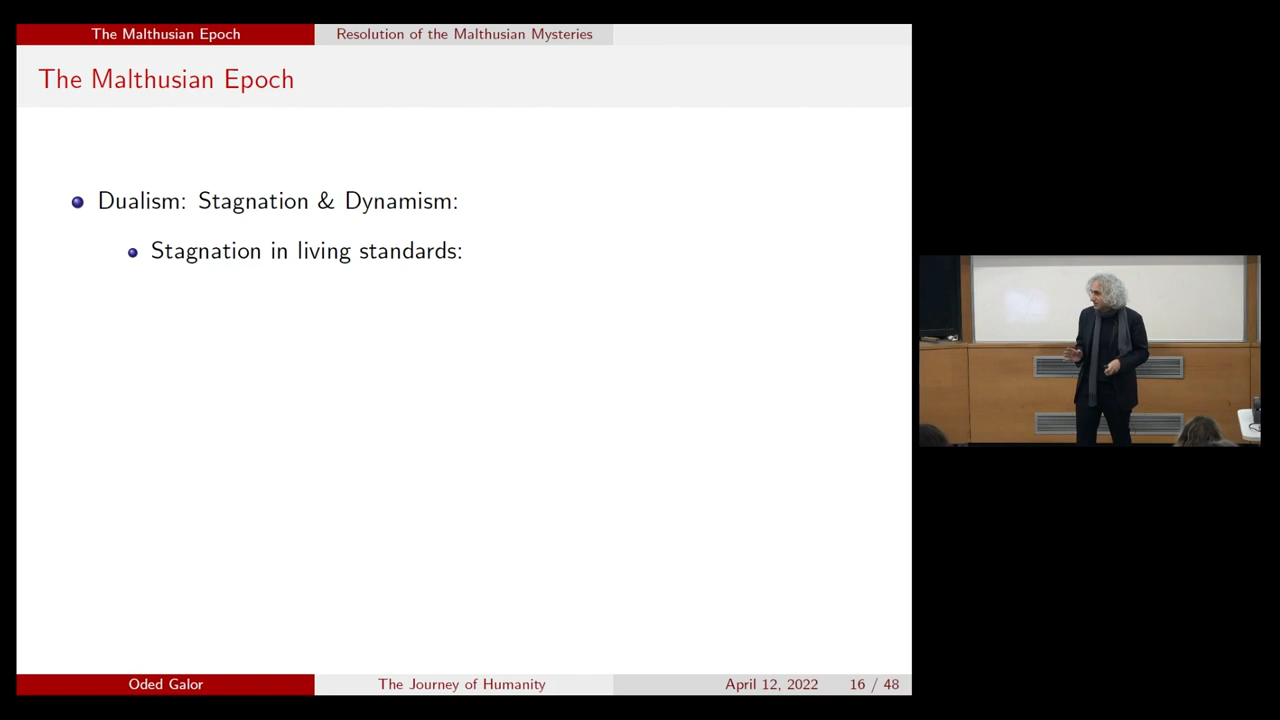 The Malthusian Epoch
Resolution of the Malthusian Mysteries
The Malthusian Epoch
Dualism: Stagnation & Dynamism:
Stagnation in living standards:
Oded Galor
The Journey of Humanity
April 12, 2022
16 / 48